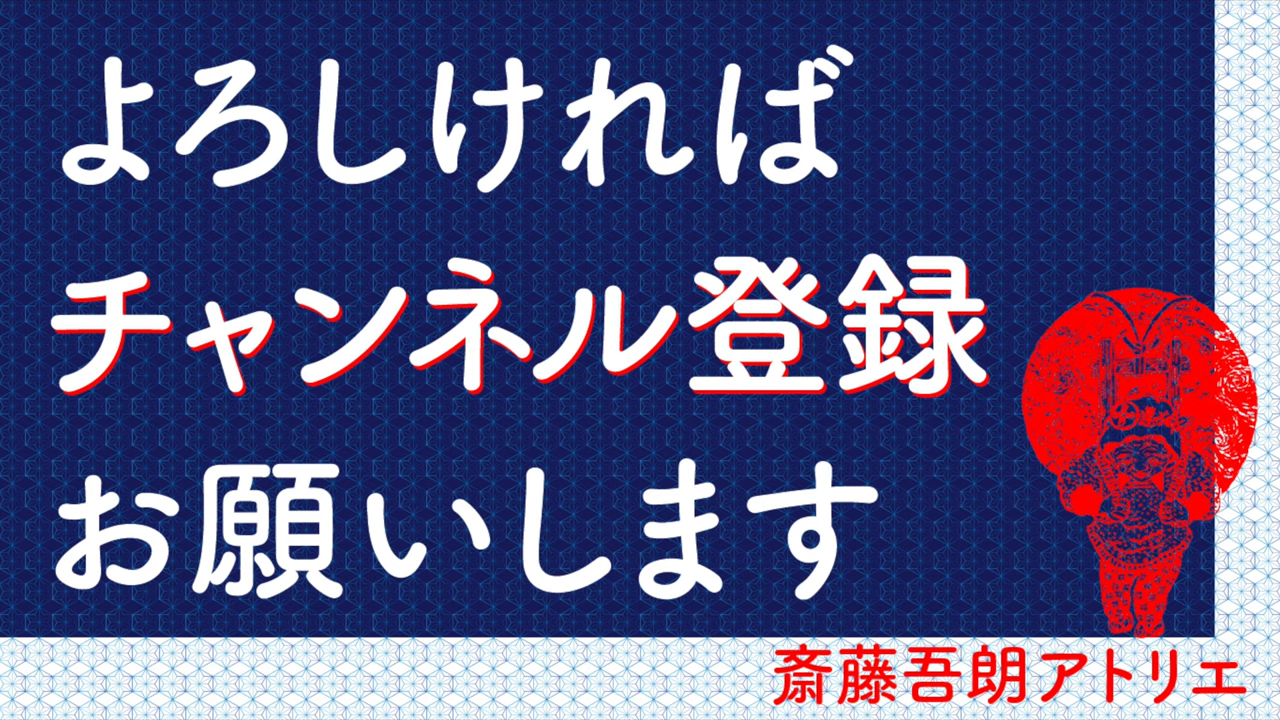 よろしければ
チャンネル登録
お願いします
斎藤吾朗アトリエ